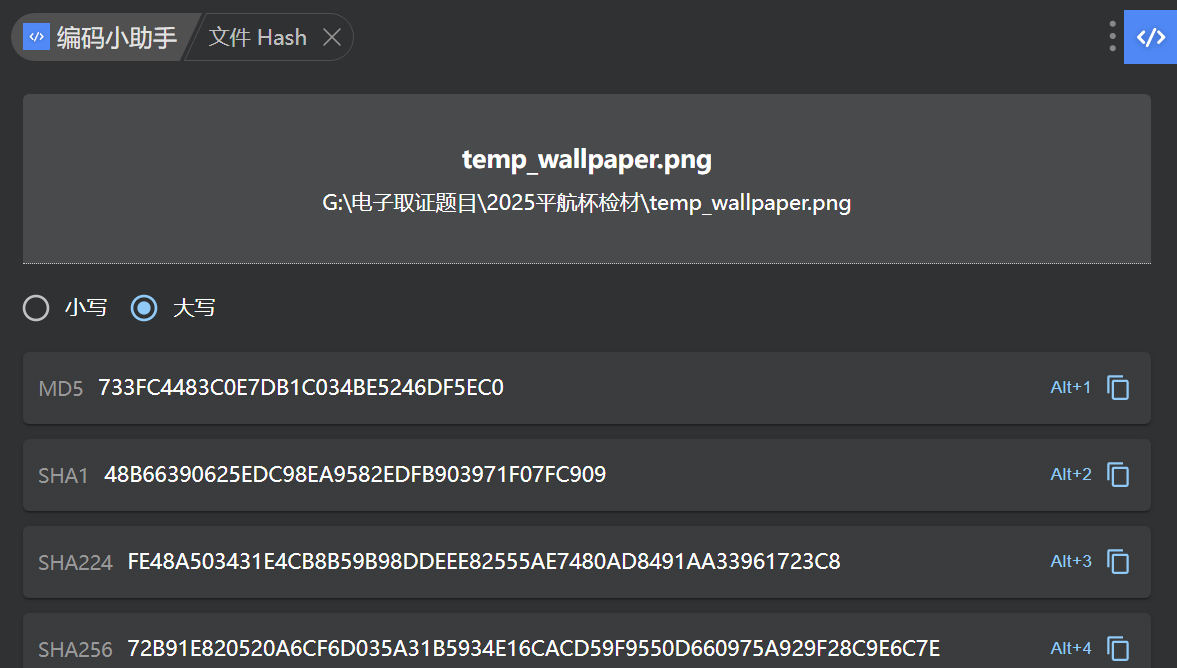 编码小助手 文件 Hash
temp_wallpaper.png
G:\电子取证题目\2025平航杯检材\temp_wallpaper.png
小写 大写
MD5 733FC4483C0E7DB1C034BE5246DF5EC0 Alt+1
SHA1 48B66390625EDC98EA9582EDFB903971F07FC909 Alt+2
SHA224 FE48A503431E4CB8B59B98DDEEE82555AE7480AD8491AA33961723C8 Alt+3
SHA256 72B91E820520A6CF6D035A31B5934E16CACD59F9550D660975A929F28C9E6C7E Alt+4